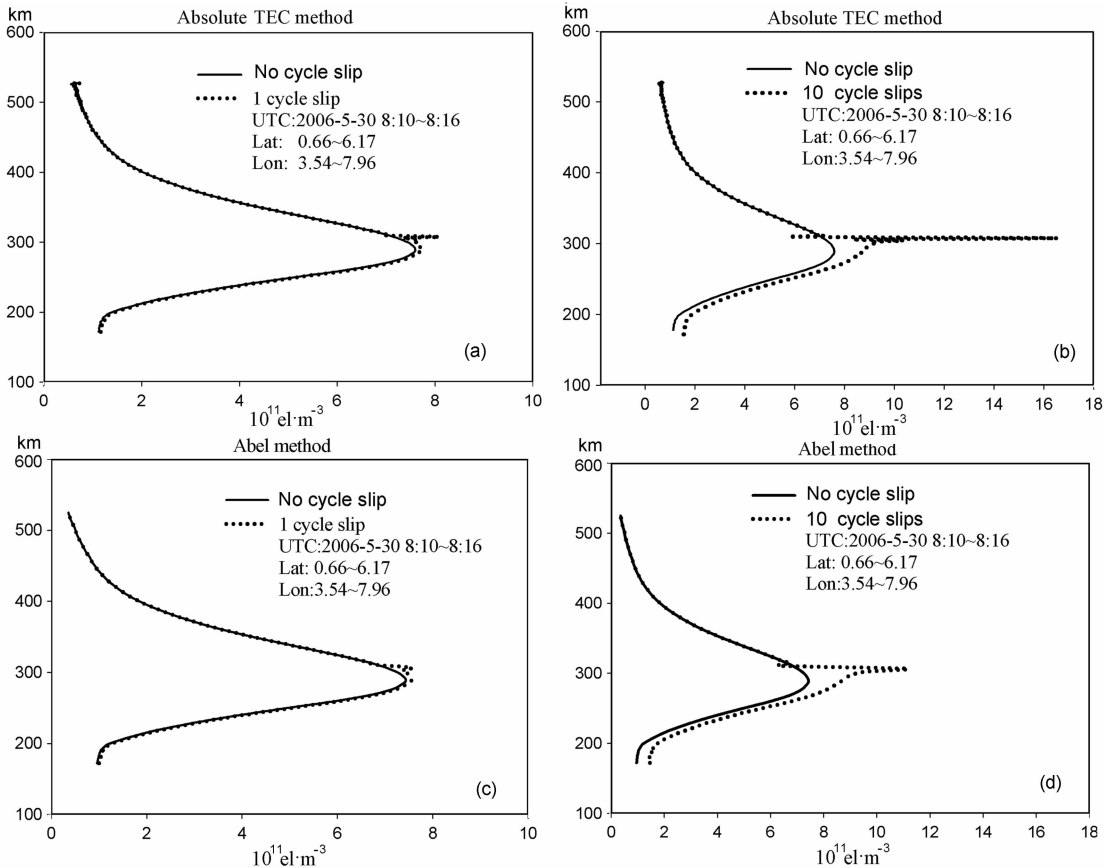 km
Absolute TEC method
600
500
400
300
200
100
No cycle slip
1 cycle slip
UTC:2006-5-30 8:10~8:16
Lat: 0.66~6.17
Lon: 3.54~7.96
(a)
0 2 4 6 8 10
10¹¹el·m⁻³
km
Absolute TEC method
600
500
400
300
200
100
No cycle slip
10 cycle slips
UTC:2006-5-30 8:10~8:16
Lat: 0.66~6.17
Lon:3.54~7.96
(b)
0 2 4 6 8 10 12 14 16 18
10¹¹el·m⁻³
km
Abel method
600
500
400
300
200
100
No cycle slip
1 cycle slip
UTC:2006-5-30 8:10~8:16
Lat: 0.66~6.17
Lon:3.54~7.96
(c)
0 2 4 6 8 10
10¹¹el·m⁻³
km
Abel method
600
500
400
300
200
100
No cycle slip
10 cycle slips
UTC:2006-5-30 8:10~8:16
Lat: 0.66~6.17
Lon:3.54~7.96
(d)
0 2 4 6 8 10 12 14 16 18
10¹¹el·m⁻³